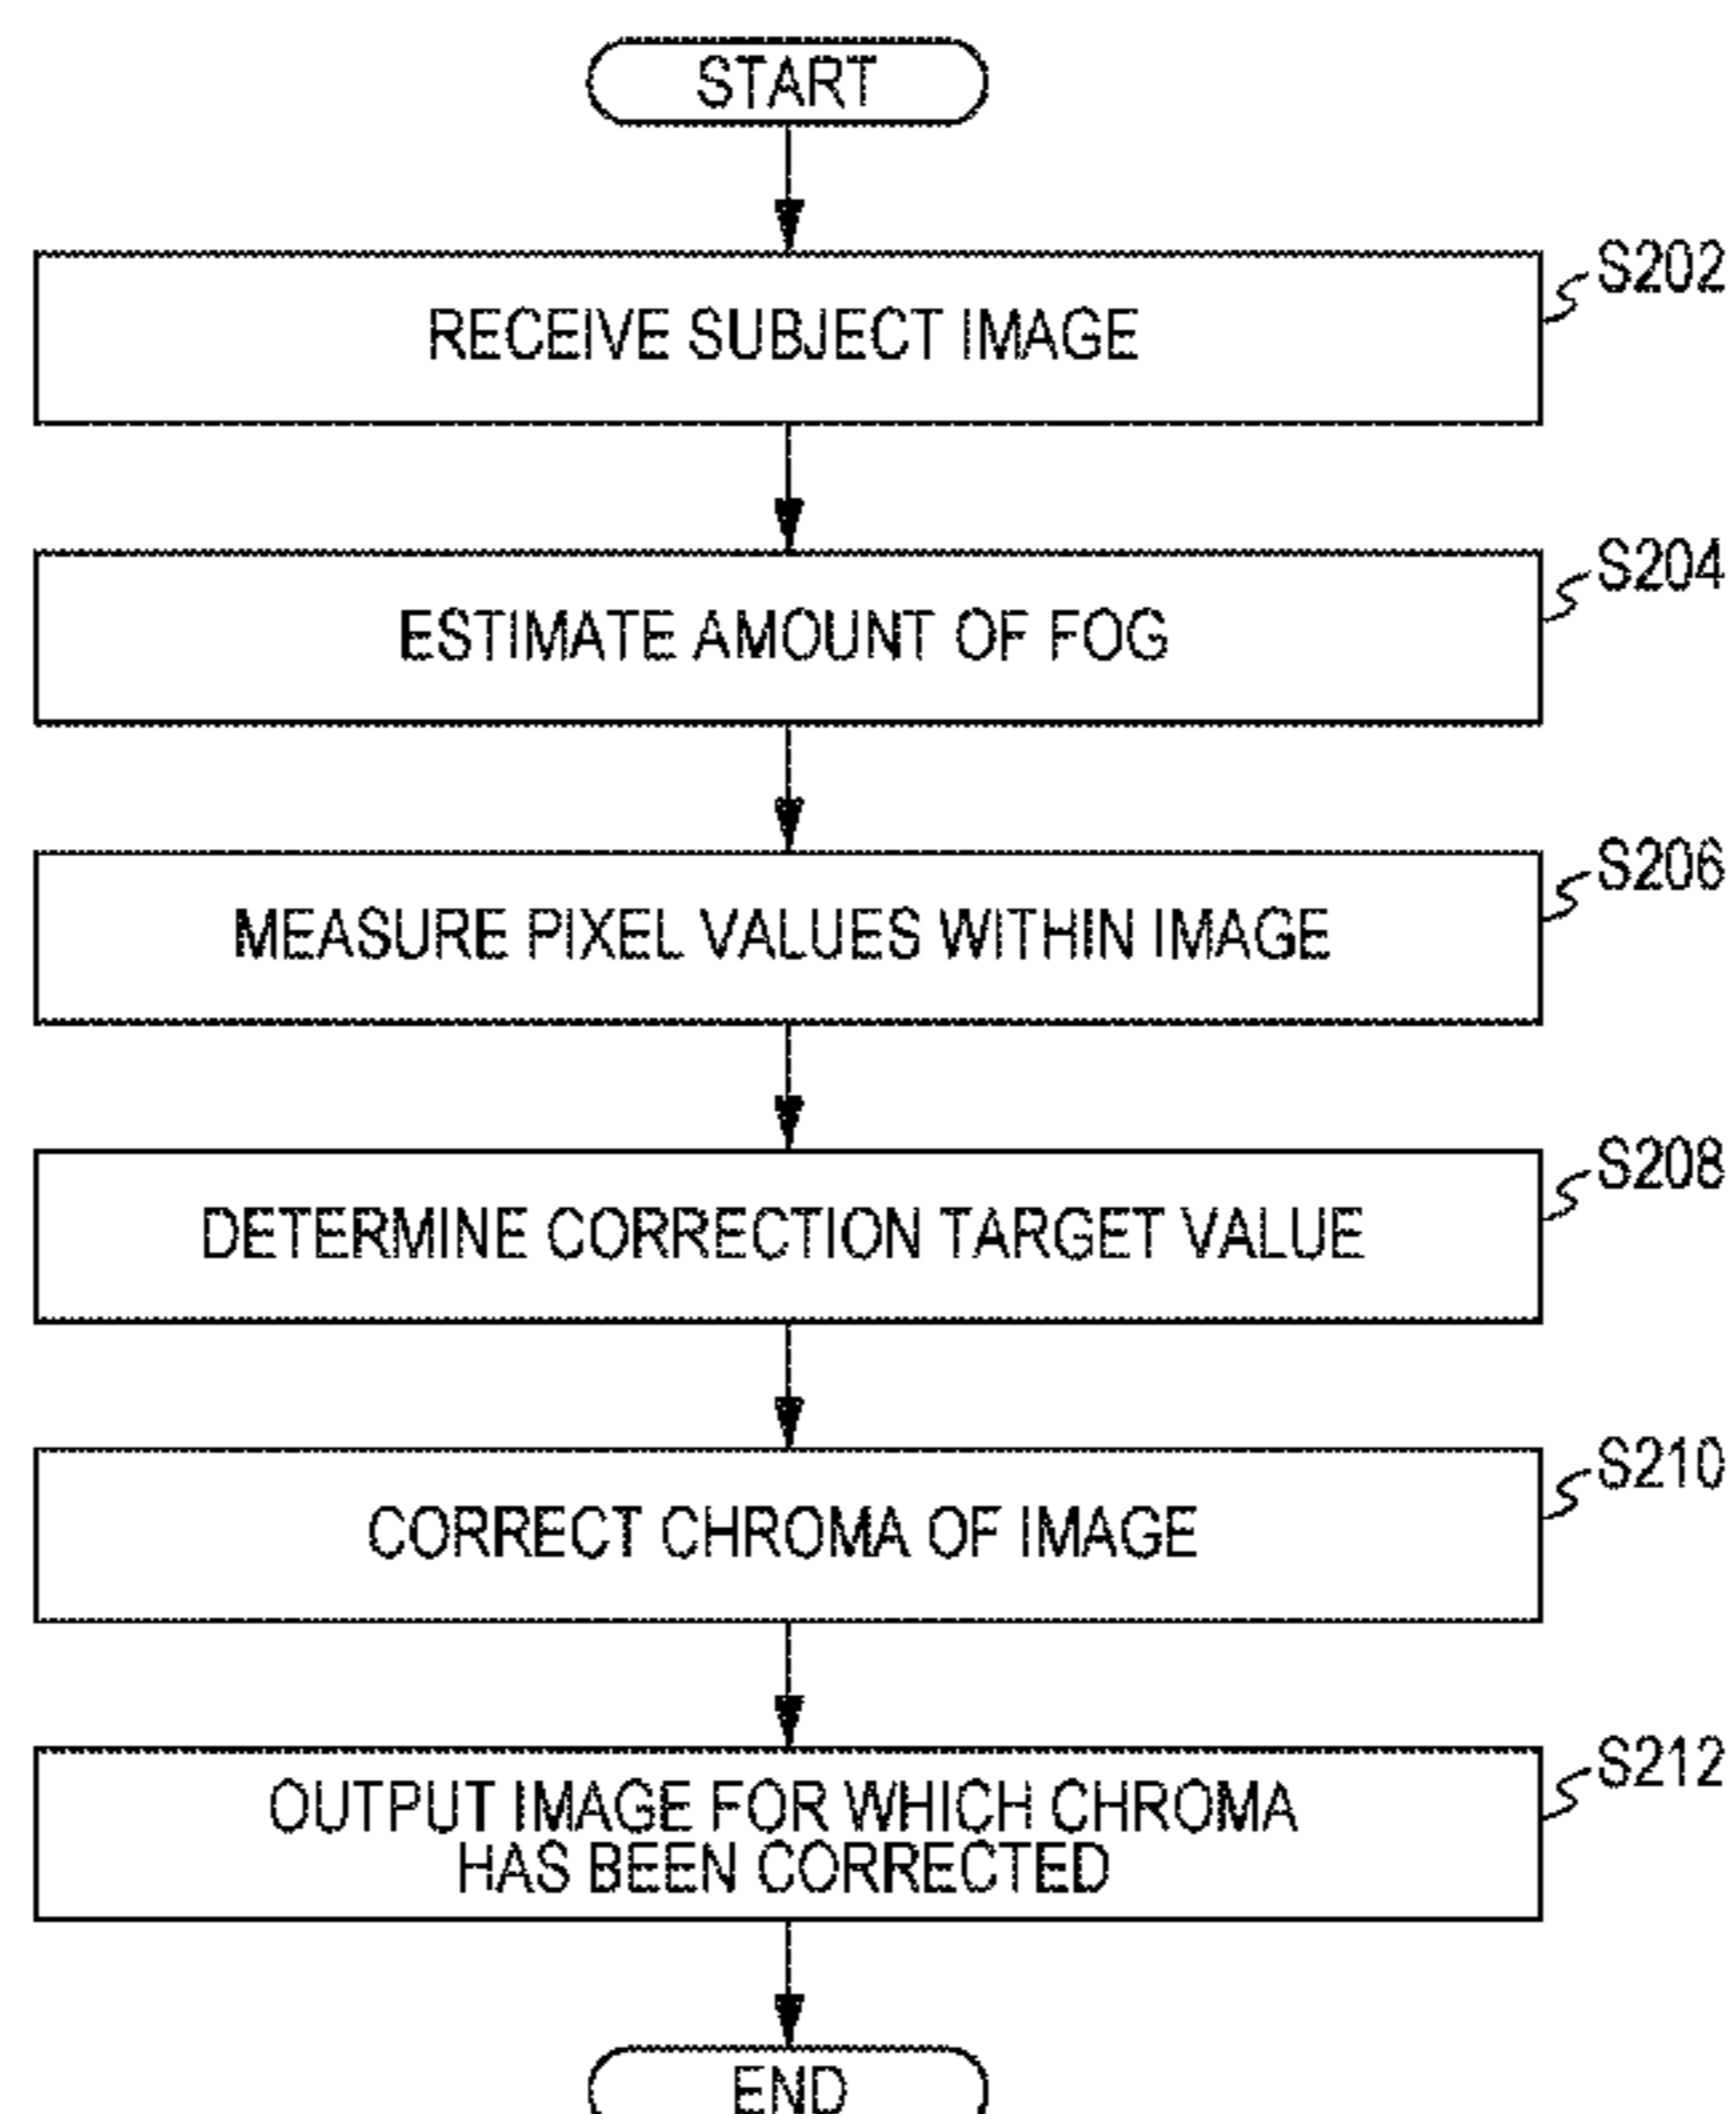 START
S202
RECEIVE SUBJECT IMAGE
S204
ESTIMATE AMOUNT OF FOG
S206
MEASURE PIXEL VALUES WITHIN IMAGE
S208
DETERMINE CORRECTION TARGET VALUE
S210
CORRECT CHROMA OF IMAGE
S212
OUTPUT IMAGE FOR WHICH CHROMA
HAS BEEN CORRECTED
END